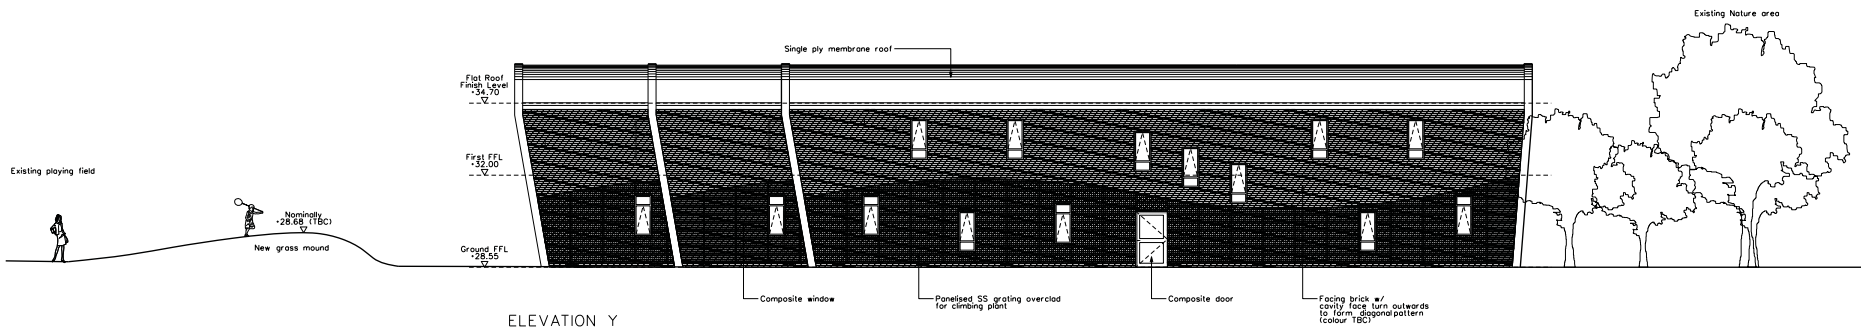 Existing Nature area
Single ply membrane roof
Flat Roof
Finish Level
+34.70
First FFL
+32.00
Existing playing field
Nominally
+28.68 (TBC)
New grass mound
Ground FFL
+28.55
Composite window
Panelised SS grating overclad
for climbing plant
Composite door
Facing brick w/
cavity face turn outwards
to form diagonal pattern
(colour TBC)
ELEVATION Y